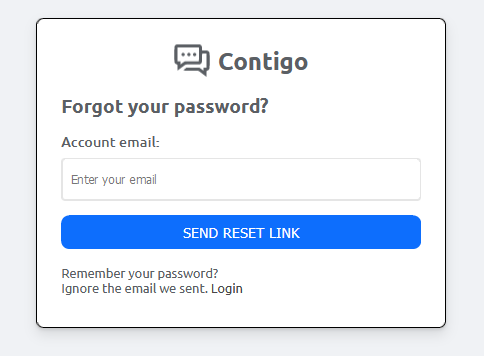 Contigo
Forgot your password?
Account email:
Enter your email
SEND RESET LINK
Remember your password?
Ignore the email we sent. Login